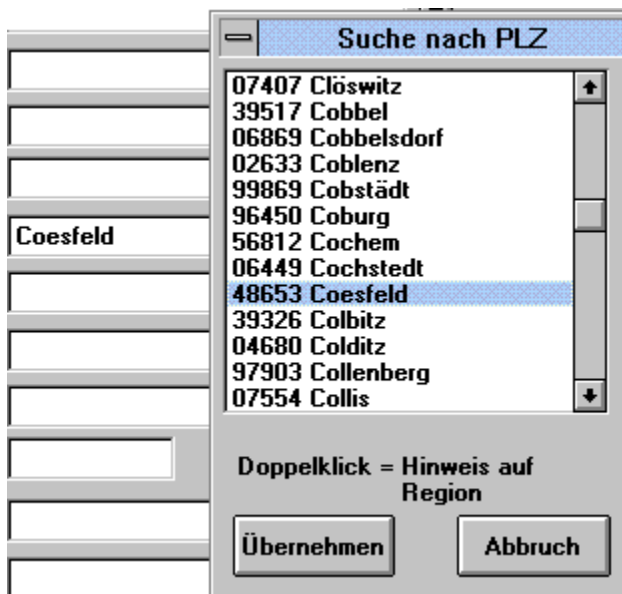 Suche nach PLZ
07407 Clöswitz
39517 Cobbel
06869 Cobbelsdorf
02633 Coblenz
99869 Cobstädt
96450 Coburg
56812 Cochem
06449 Cochstedt
48653 Coesfeld
39326 Colbitz
04680 Colditz
97903 Collenberg
07554 Collis
Coesfeld
Doppelklick = Hinweis auf
Region
Übernehmen
Abbruch